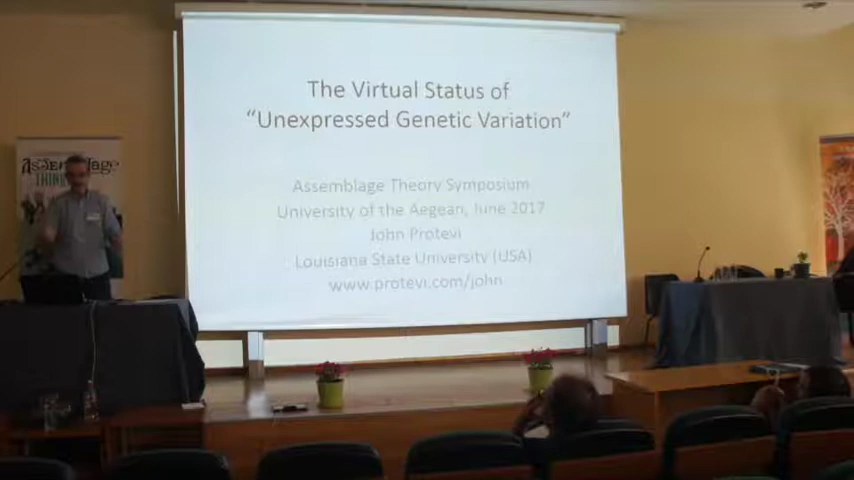 The Virtual Status of
"Unexpressed Genetic Variation"
Assemblage Theory Symposium
University of the Aegean, June 2017
John Protevi
Louisiana State University (USA)
www.protevi.com/john
Assemblage